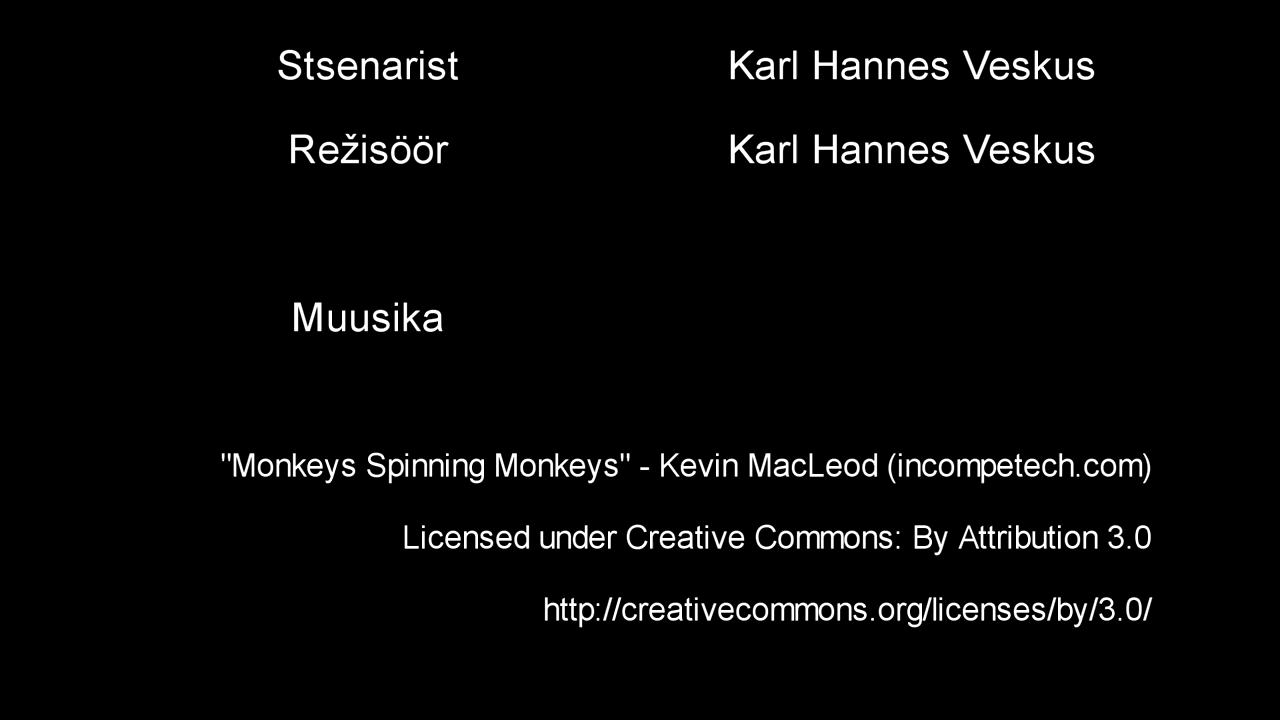 Stsenarist Karl Hannes Veskus
Režisöör Karl Hannes Veskus
Muusika
"Monkeys Spinning Monkeys" - Kevin MacLeod (incompetech.com)
Licensed under Creative Commons: By Attribution 3.0
http://creativecommons.org/licenses/by/3.0/